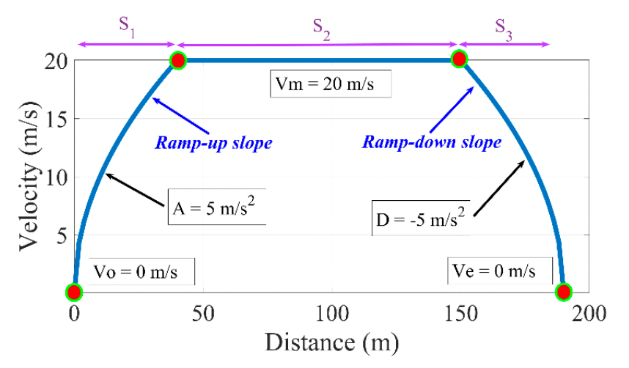 S1 S2 S3
20
Vm = 20 m/s
15
Ramp-up slope
Ramp-down slope
10
A = 5 m/s2
D = -5 m/s2
5
Vo = 0 m/s
Ve = 0 m/s
0 50 100 150 200
Distance (m)
Velocity (m/s)